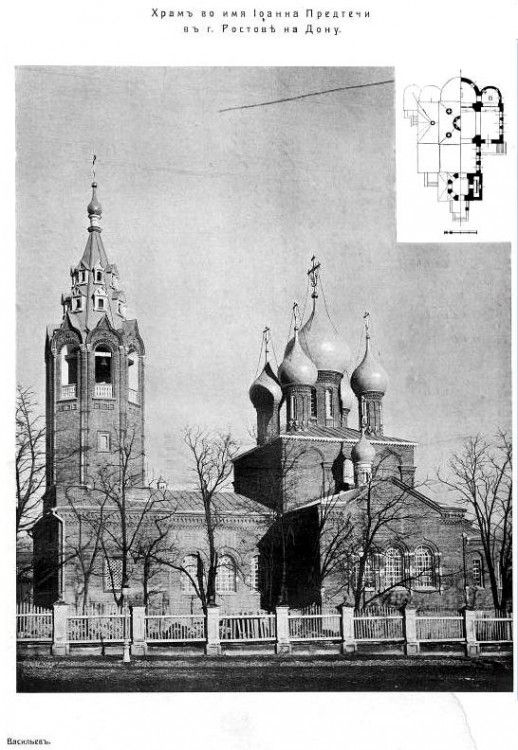 Храмъ во имя Іоанна Предтечи
въ г. Ростовѣ на Дону.
Васильевъ.